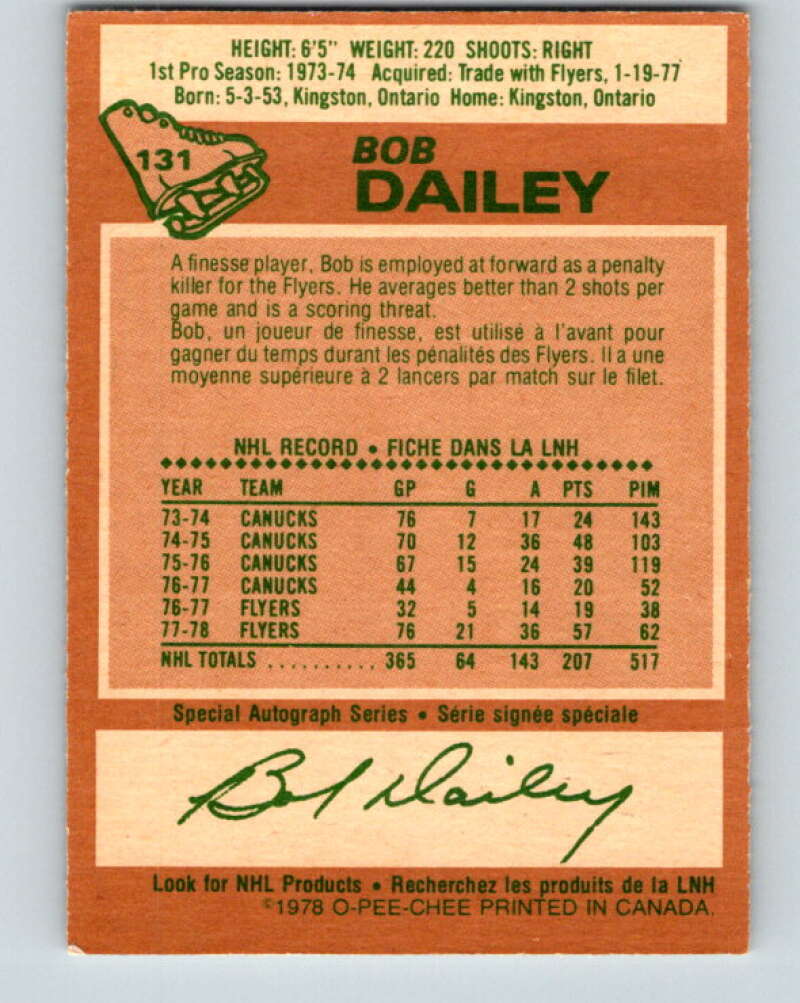 HEIGHT: 6'5" WEIGHT: 220 SHOOTS: RIGHT
1st Pro Season: 1973-74 Acquired: Trade with Flyers, 1-19-77
Born: 5-3-53, Kingston, Ontario Home: Kingston, Ontario
131
BOB
DAILEY
A finesse player, Bob is employed at forward as a penalty
killer for the Flyers. He averages better than 2 shots per
game and is a scoring threat.
Bob, un joueur de finesse, est utilisé à l'avant pour
gagner du temps durant les pénalités des Flyers. Il a une
moyenne supérieure à 2 lancers par match sur le filet.
NHL RECORD • FICHE DANS LA LNH
YEAR TEAM GP G A PTS PIM
73-74 CANUCKS 76 7 17 24 143
74-75 CANUCKS 70 12 36 48 103
75-76 CANUCKS 67 15 24 39 119
76-77 CANUCKS 44 4 16 20 52
76-77 FLYERS 32 5 14 19 38
77-78 FLYERS 76 21 36 57 62
NHL TOTALS .......... 365 64 143 207 517
Special Autograph Series • Série signée spéciale
Bob Dailey
Look for NHL Products • Recherchez les produits de la LNH
©1978 O-PEE-CHEE PRINTED IN CANADA.